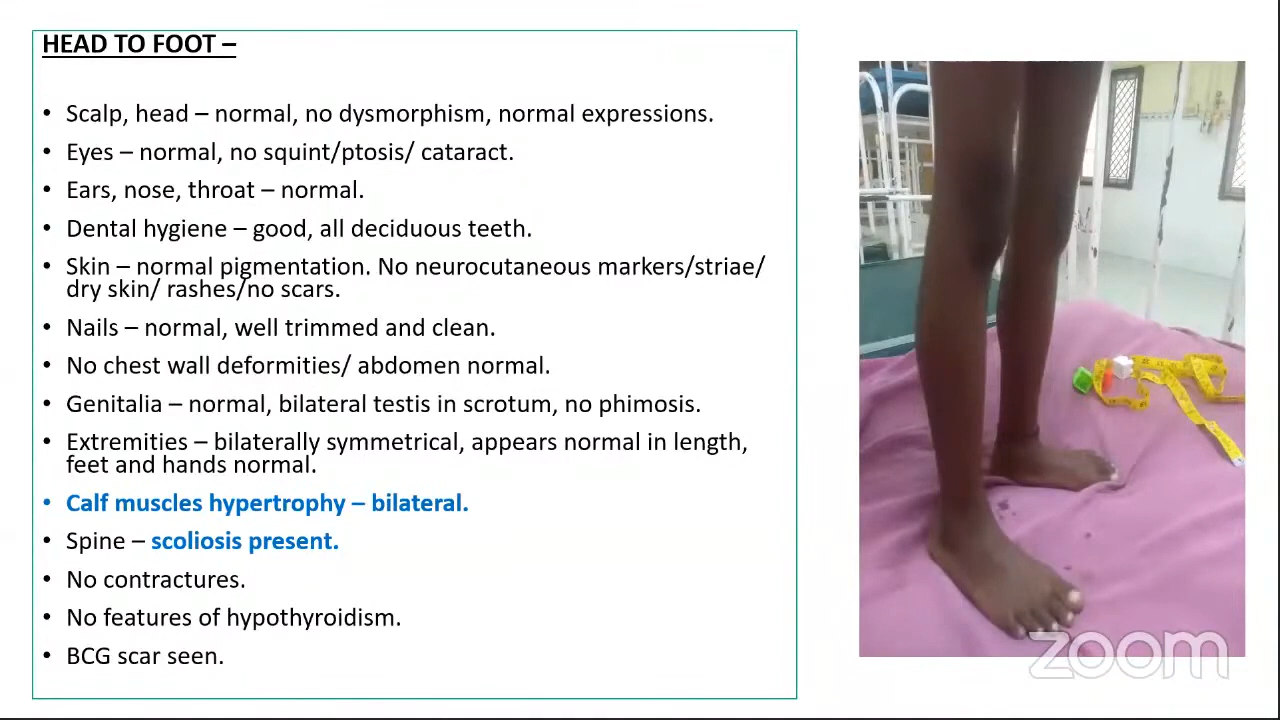 HEAD TO FOOT –
• Scalp, head – normal, no dysmorphism, normal expressions.
• Eyes – normal, no squint/ptosis/ cataract.
• Ears, nose, throat – normal.
• Dental hygiene – good, all deciduous teeth.
• Skin – normal pigmentation. No neurocutaneous markers/striae/
dry skin/ rashes/no scars.
• Nails – normal, well trimmed and clean.
• No chest wall deformities/ abdomen normal.
• Genitalia – normal, bilateral testis in scrotum, no phimosis.
• Extremities – bilaterally symmetrical, appears normal in length,
feet and hands normal.
• Calf muscles hypertrophy – bilateral.
• Spine – scoliosis present.
• No contractures.
• No features of hypothyroidism.
• BCG scar seen.
zoom